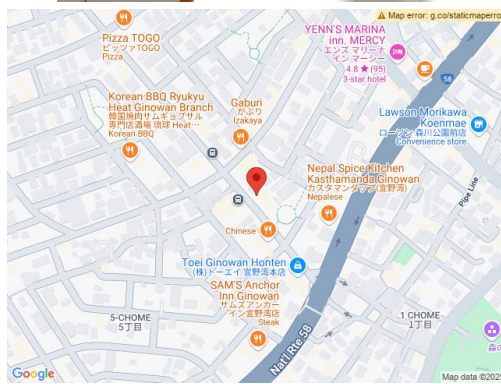 ⚠ Map error: g.co/staticmaperro
YENN'S MARINA
inn. MERCY
エンズ マリーナ
イン マーシー
4.8 ★ (95)
3-star hotel
Pizza TOGO
ピッツァTOGO
Pizza
58
Korean BBQ Ryukyu
Heat Ginowan Branch
韓国焼肉サムギョプサル
専門店酒場 琉球 Heat…
Korean BBQ
Gaburi
がぶり
Izakaya
Lawson Morikawa
Koenmae
ローソン 森川公園前店
Convenience store
Nepal Spice Kitchen
Kasthamanda Ginowan
カスタマンダップ(宜野湾)
Nepalese
Pipe Line
Chinese
Toei Ginowan Honten
(株)トーエイ 宜野湾本店
SAM'S Anchor
Inn Ginowan
サムズアンカー
イン宜野湾店
Steak
5-CHOME
5丁目
1 CHOME
1丁目
Nat'l Rte 58
森の
Google
Map data ©2025